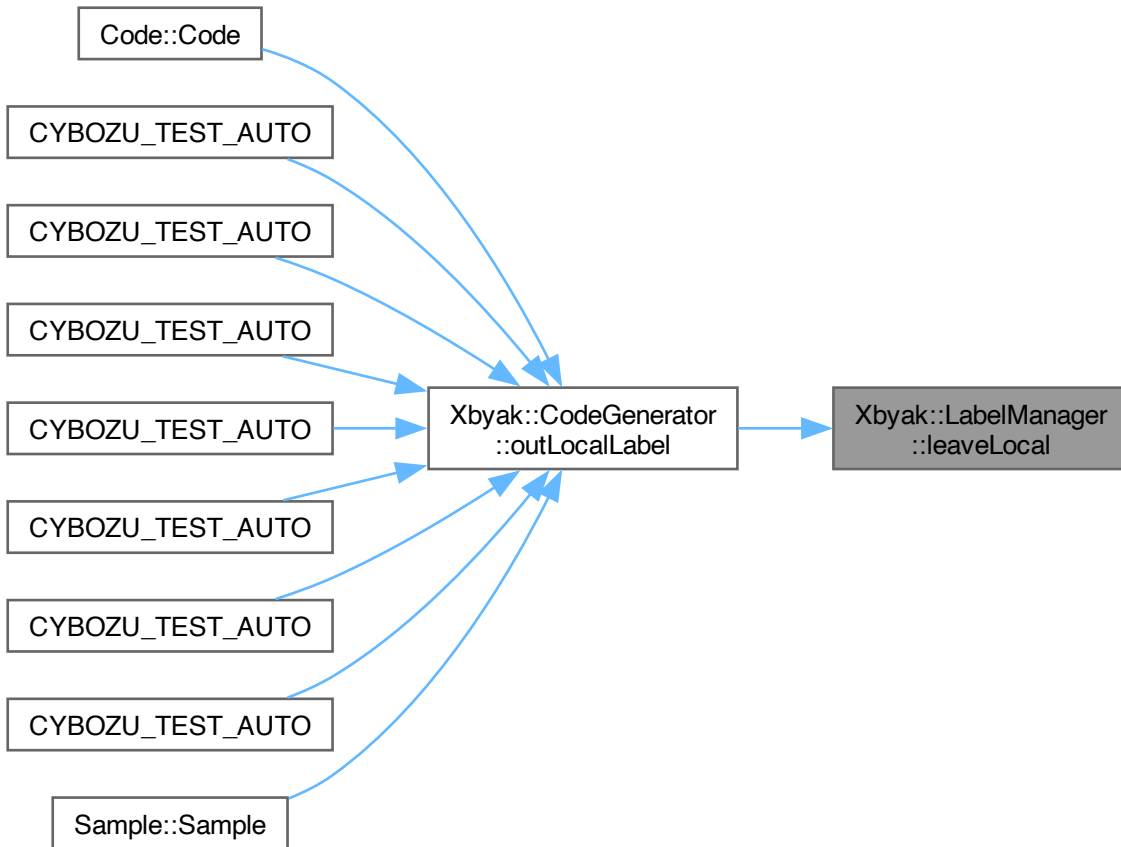 Code::Code
CYBOZU_TEST_AUTO
CYBOZU_TEST_AUTO
CYBOZU_TEST_AUTO
CYBOZU_TEST_AUTO
CYBOZU_TEST_AUTO
CYBOZU_TEST_AUTO
CYBOZU_TEST_AUTO
Sample::Sample
Xbyak::CodeGenerator
::outLocalLabel
Xbyak::LabelManager
::leaveLocal